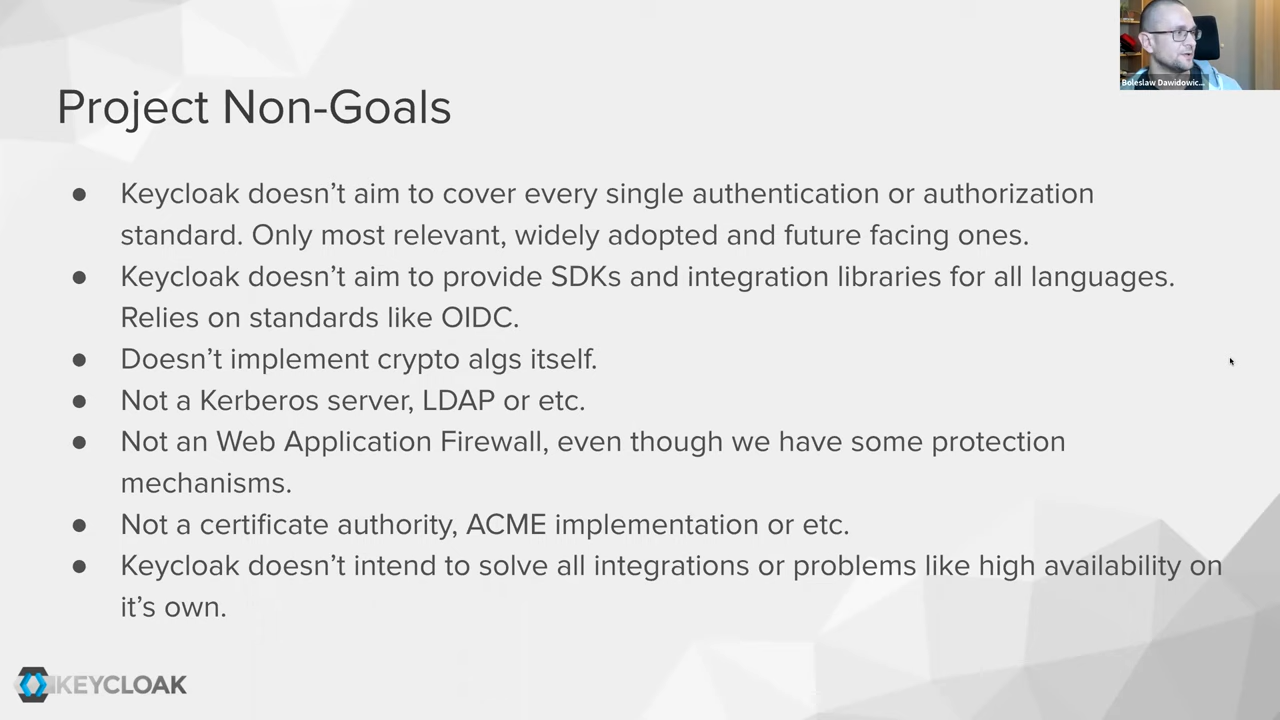 Boleslaw Dawidowic...
Project Non-Goals
● Keycloak doesn’t aim to cover every single authentication or authorization
standard. Only most relevant, widely adopted and future facing ones.
● Keycloak doesn’t aim to provide SDKs and integration libraries for all languages.
Relies on standards like OIDC.
● Doesn’t implement crypto algs itself.
● Not a Kerberos server, LDAP or etc.
● Not an Web Application Firewall, even though we have some protection
mechanisms.
● Not a certificate authority, ACME implementation or etc.
● Keycloak doesn’t intend to solve all integrations or problems like high availability on
it’s own.
KEYCLOAK